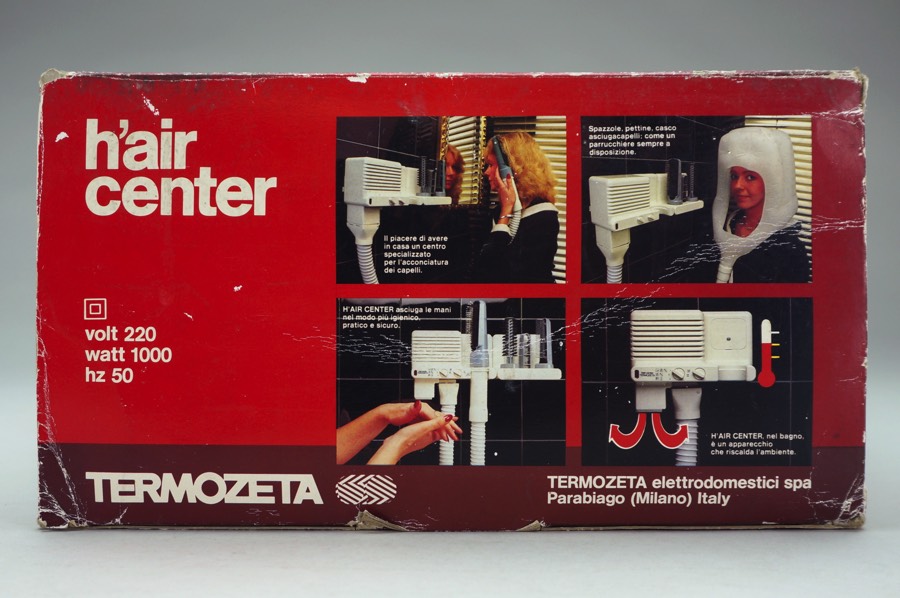 h'air
center
volt 220
watt 1000
hz 50
Il piacere di avere
in casa un centro
specializzato
per l'acconciatura
dei capelli.
Spazzole, pettine, casco
asciugacapelli: come un
parrucchiere sempre a
disposizione.
H'AIR CENTER asciuga le mani
nel modo più igienico,
pratico e sicuro.
H'AIR CENTER, nel bagno,
è un apparecchio
che riscalda l'ambiente.
TERMOZETA
TERMOZETA elettrodomestici spa
Parabiago (Milano) Italy